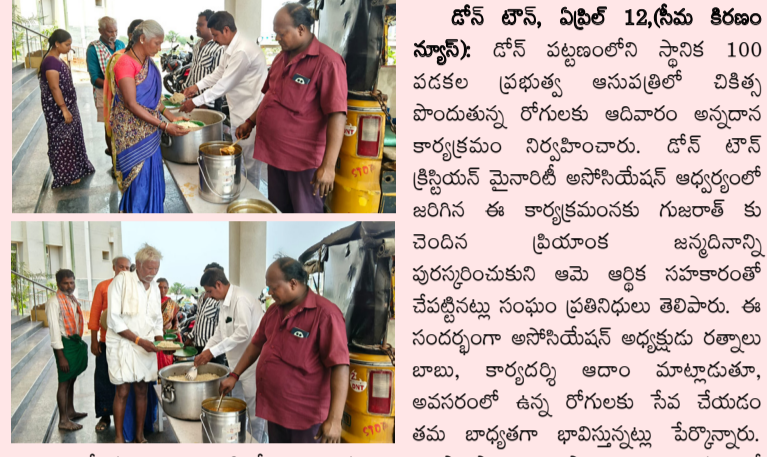 డోన్ టౌన్, ఏప్రిల్ 12,(సీమ కిరణం
న్యూస్): డోన్ పట్టణంలోని స్థానిక 100
పడకల ప్రభుత్వ ఆసుపత్రిలో చికిత్స
పొందుతున్న రోగులకు ఆదివారం అన్నదాన
కార్యక్రమం నిర్వహించారు. డోన్ టౌన్
క్రిస్టియన్ మైనారిటీ అసోసియేషన్ ఆధ్వర్యంలో
జరిగిన ఈ కార్యక్రమంనకు గుజరాత్ కు
చెందిన ప్రియాంక జన్మదినాన్ని
పురస్కరించుకుని ఆమె ఆర్థిక సహకారంతో
చేపట్టినట్లు సంఘం ప్రతినిధులు తెలిపారు. ఈ
సందర్భంగా అసోసియేషన్ అధ్యక్షుడు రత్నాలు
బాబు, కార్యదర్శి ఆదాం మాట్లాడుతూ,
అవసరంలో ఉన్న రోగులకు సేవ చేయడం
తమ బాధ్యతగా భావిస్తున్నట్లు పేర్కొన్నారు.
STOP
STOP